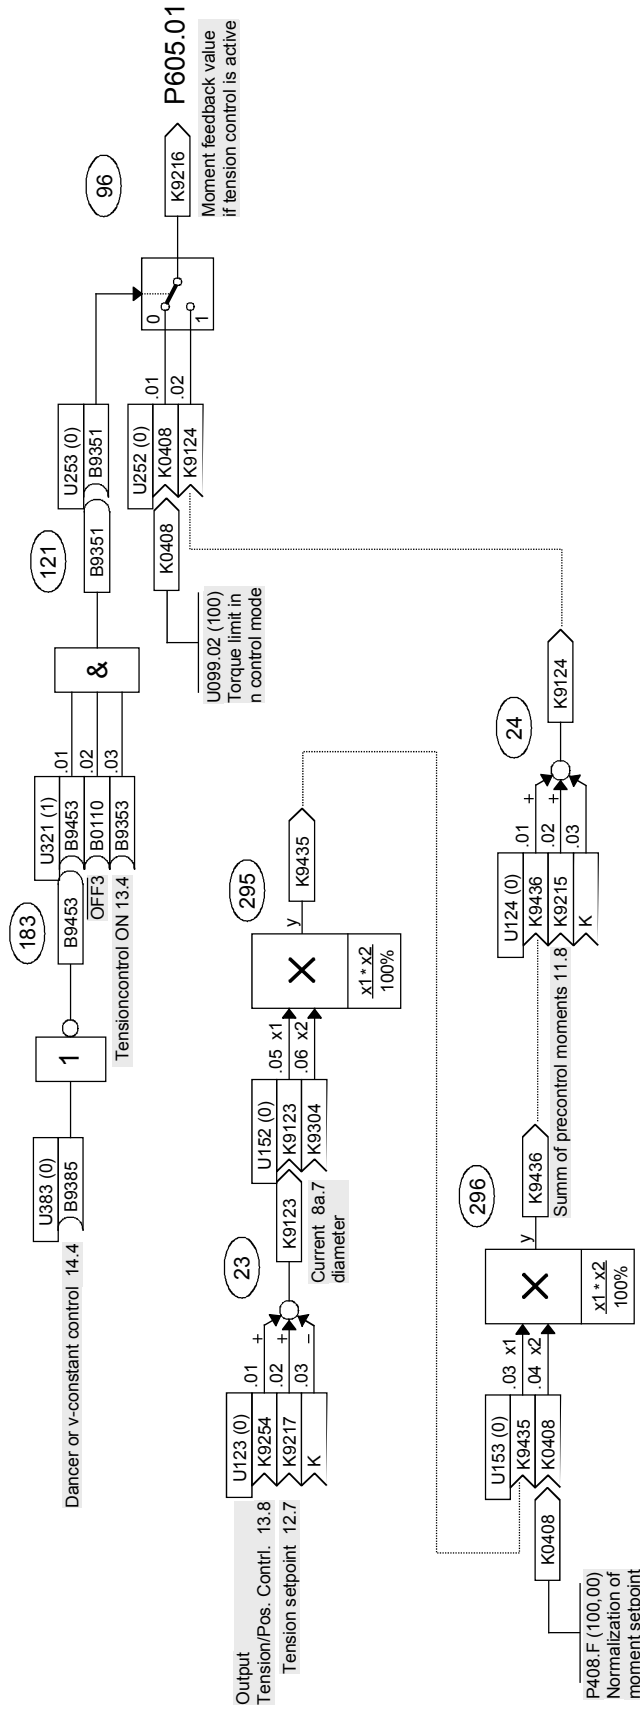 Dancer or v-constant control 14.4
U383 (0)
B9385
1
183
B9453
OFF3
Tensioncontrol ON 13.4
U321 (1)
B9453
B0110
B9353
.01
.02
.03
&
121
B9351
U253 (0)
B9351
U099.02 (100)
Torque limit in
n control mode
K0408
U252 (0)
K0408
K9124
.01
.02
0
1
96
K9216
P605.01
Moment feedback value
if tension control is active
Output
Tension/Pos. Contrl. 13.8
Tension setpoint 12.7
U123 (0)
K9254
K9217
K
.01 +
.02 +
.03 −
23
K9123
Current 8a.7
diameter
U152 (0)
K9123
K9304
.05 x1
.06 x2
295
x1*x2
100%
y
K9435
P408.F (100,00)
Normalization of
moment setpoint
K0408
U153 (0)
K9435
K0408
.03 x1
.04 x2
296
x1*x2
100%
y
K9436
Summ of precontrol moments 11.8
U124 (0)
K9436
K9215
K
.01 +
.02 +
.03
24
K9124